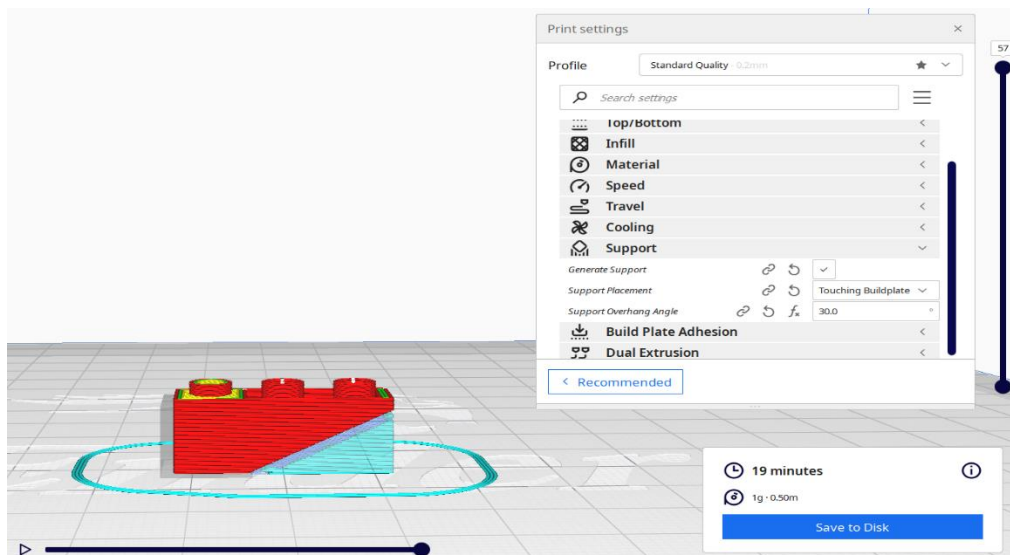 Print settings
57
Profile
Standard Quality - 0.2mm
Search settings
Top/Bottom
Infill
Material
Speed
Travel
Cooling
Support
Generate Support
Support Placement Touching Buildplate
Support Overhang Angle 30.0 °
Build Plate Adhesion
Dual Extrusion
Recommended
19 minutes
1g · 0.50m
Save to Disk